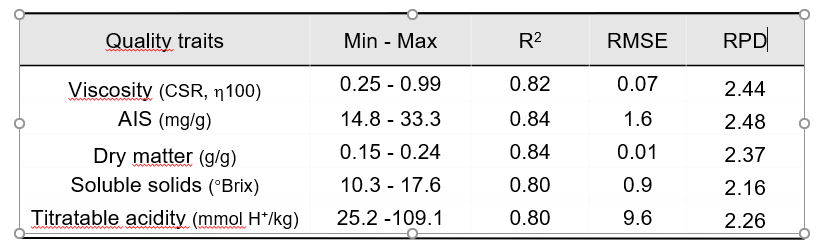 Quality traits Min - Max R² RMSE RPD
Viscosity (CSR, η100) 0.25 - 0.99 0.82 0.07 2.44
AIS (mg/g) 14.8 - 33.3 0.84 1.6 2.48
Dry matter (g/g) 0.15 - 0.24 0.84 0.01 2.37
Soluble solids (°Brix) 10.3 - 17.6 0.80 0.9 2.16
Titratable acidity (mmol H⁺/kg) 25.2 -109.1 0.80 9.6 2.26